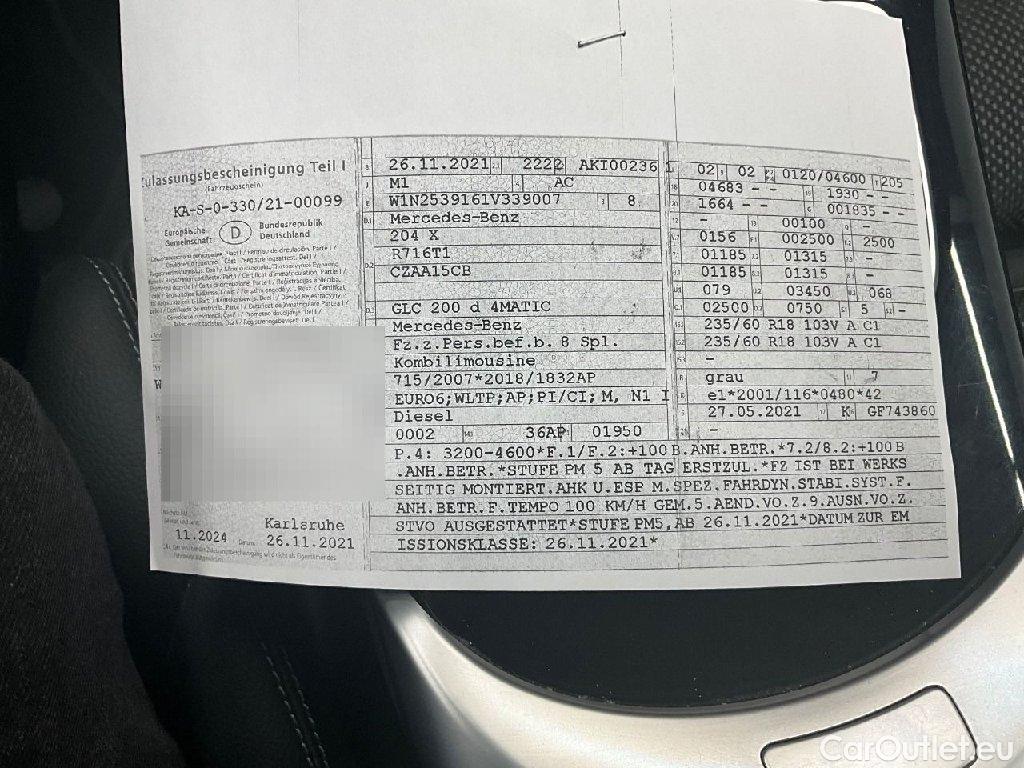 Zulassungsbescheinigung Teil I
(Fahrzeugschein)
KA-S-0-330/21-00099
Europäische Gemeinschaft D Bundesrepublik Deutschland
11.2024
Karlsruhe
26.11.2021
26.11.2021 2222 AKI00236 1
M1 AC
W1N2539161V339007 8
Mercedes-Benz
204 X
R716T1
CZAA15CB
GLC 200 d 4MATIC
Mercedes-Benz
Fz.z.Pers.bef.b. 8 Spl.
Kombilimousine
715/2007*2018/1832AP
EURO6;WLTP;AP;PI/CI; M, N1 I
Diesel
0002 36AP 01950
02 02 0120/04600 205
04683 - - 1930 - -
1664 - - 001835 - -
- 00100 -
0156 002500 2500
01185 01315 -
01185 01315 -
079 03450 068
02500 0750 5 -
235/60 R18 103V A C1
235/60 R18 103V A C1
-
grau 7
e1*2001/116*0480*42
27.05.2021 K GF743860
-
P.4: 3200-4600*F.1/F.2:+100 B.ANH.BETR.*7.2/8.2:+100 B
.ANH.BETR.*STUFE PM 5 AB TAG ERSTZUL.*FZ IST BEI WERKS
SEITIG MONTIERT.AHK U.ESP M.SPEZ.FAHRDYN.STABI.SYST.F.
ANH.BETR.F.TEMPO 100 KM/H GEM.5.AEND.VO.Z.9.AUSN.VO.Z.
STVO AUSGESTATTET*STUFE PM5,AB 26.11.2021*DATUM ZUR EM
ISSIONSKLASSE: 26.11.2021*
CarOutlet.eu